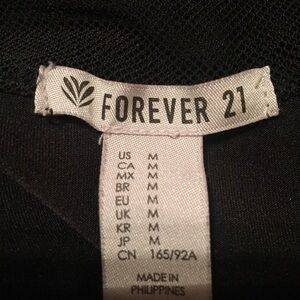 FOREVER 21
US M
CA M
MX M
BR M
EU M
UK M
KR M
JP M
CN 165/92A
MADE IN
PHILIPPINES